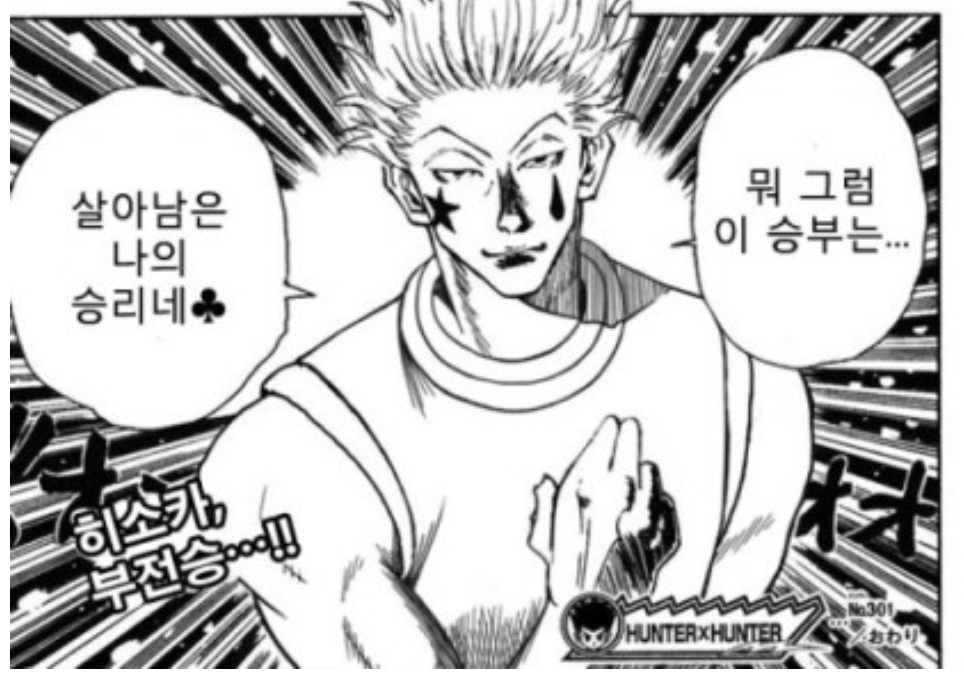 뭐 그럼
이 승부는...
살아남은
나의
승리네♣
히소카,
부전승…!!
HUNTER×HUNTER
No.301
おわり